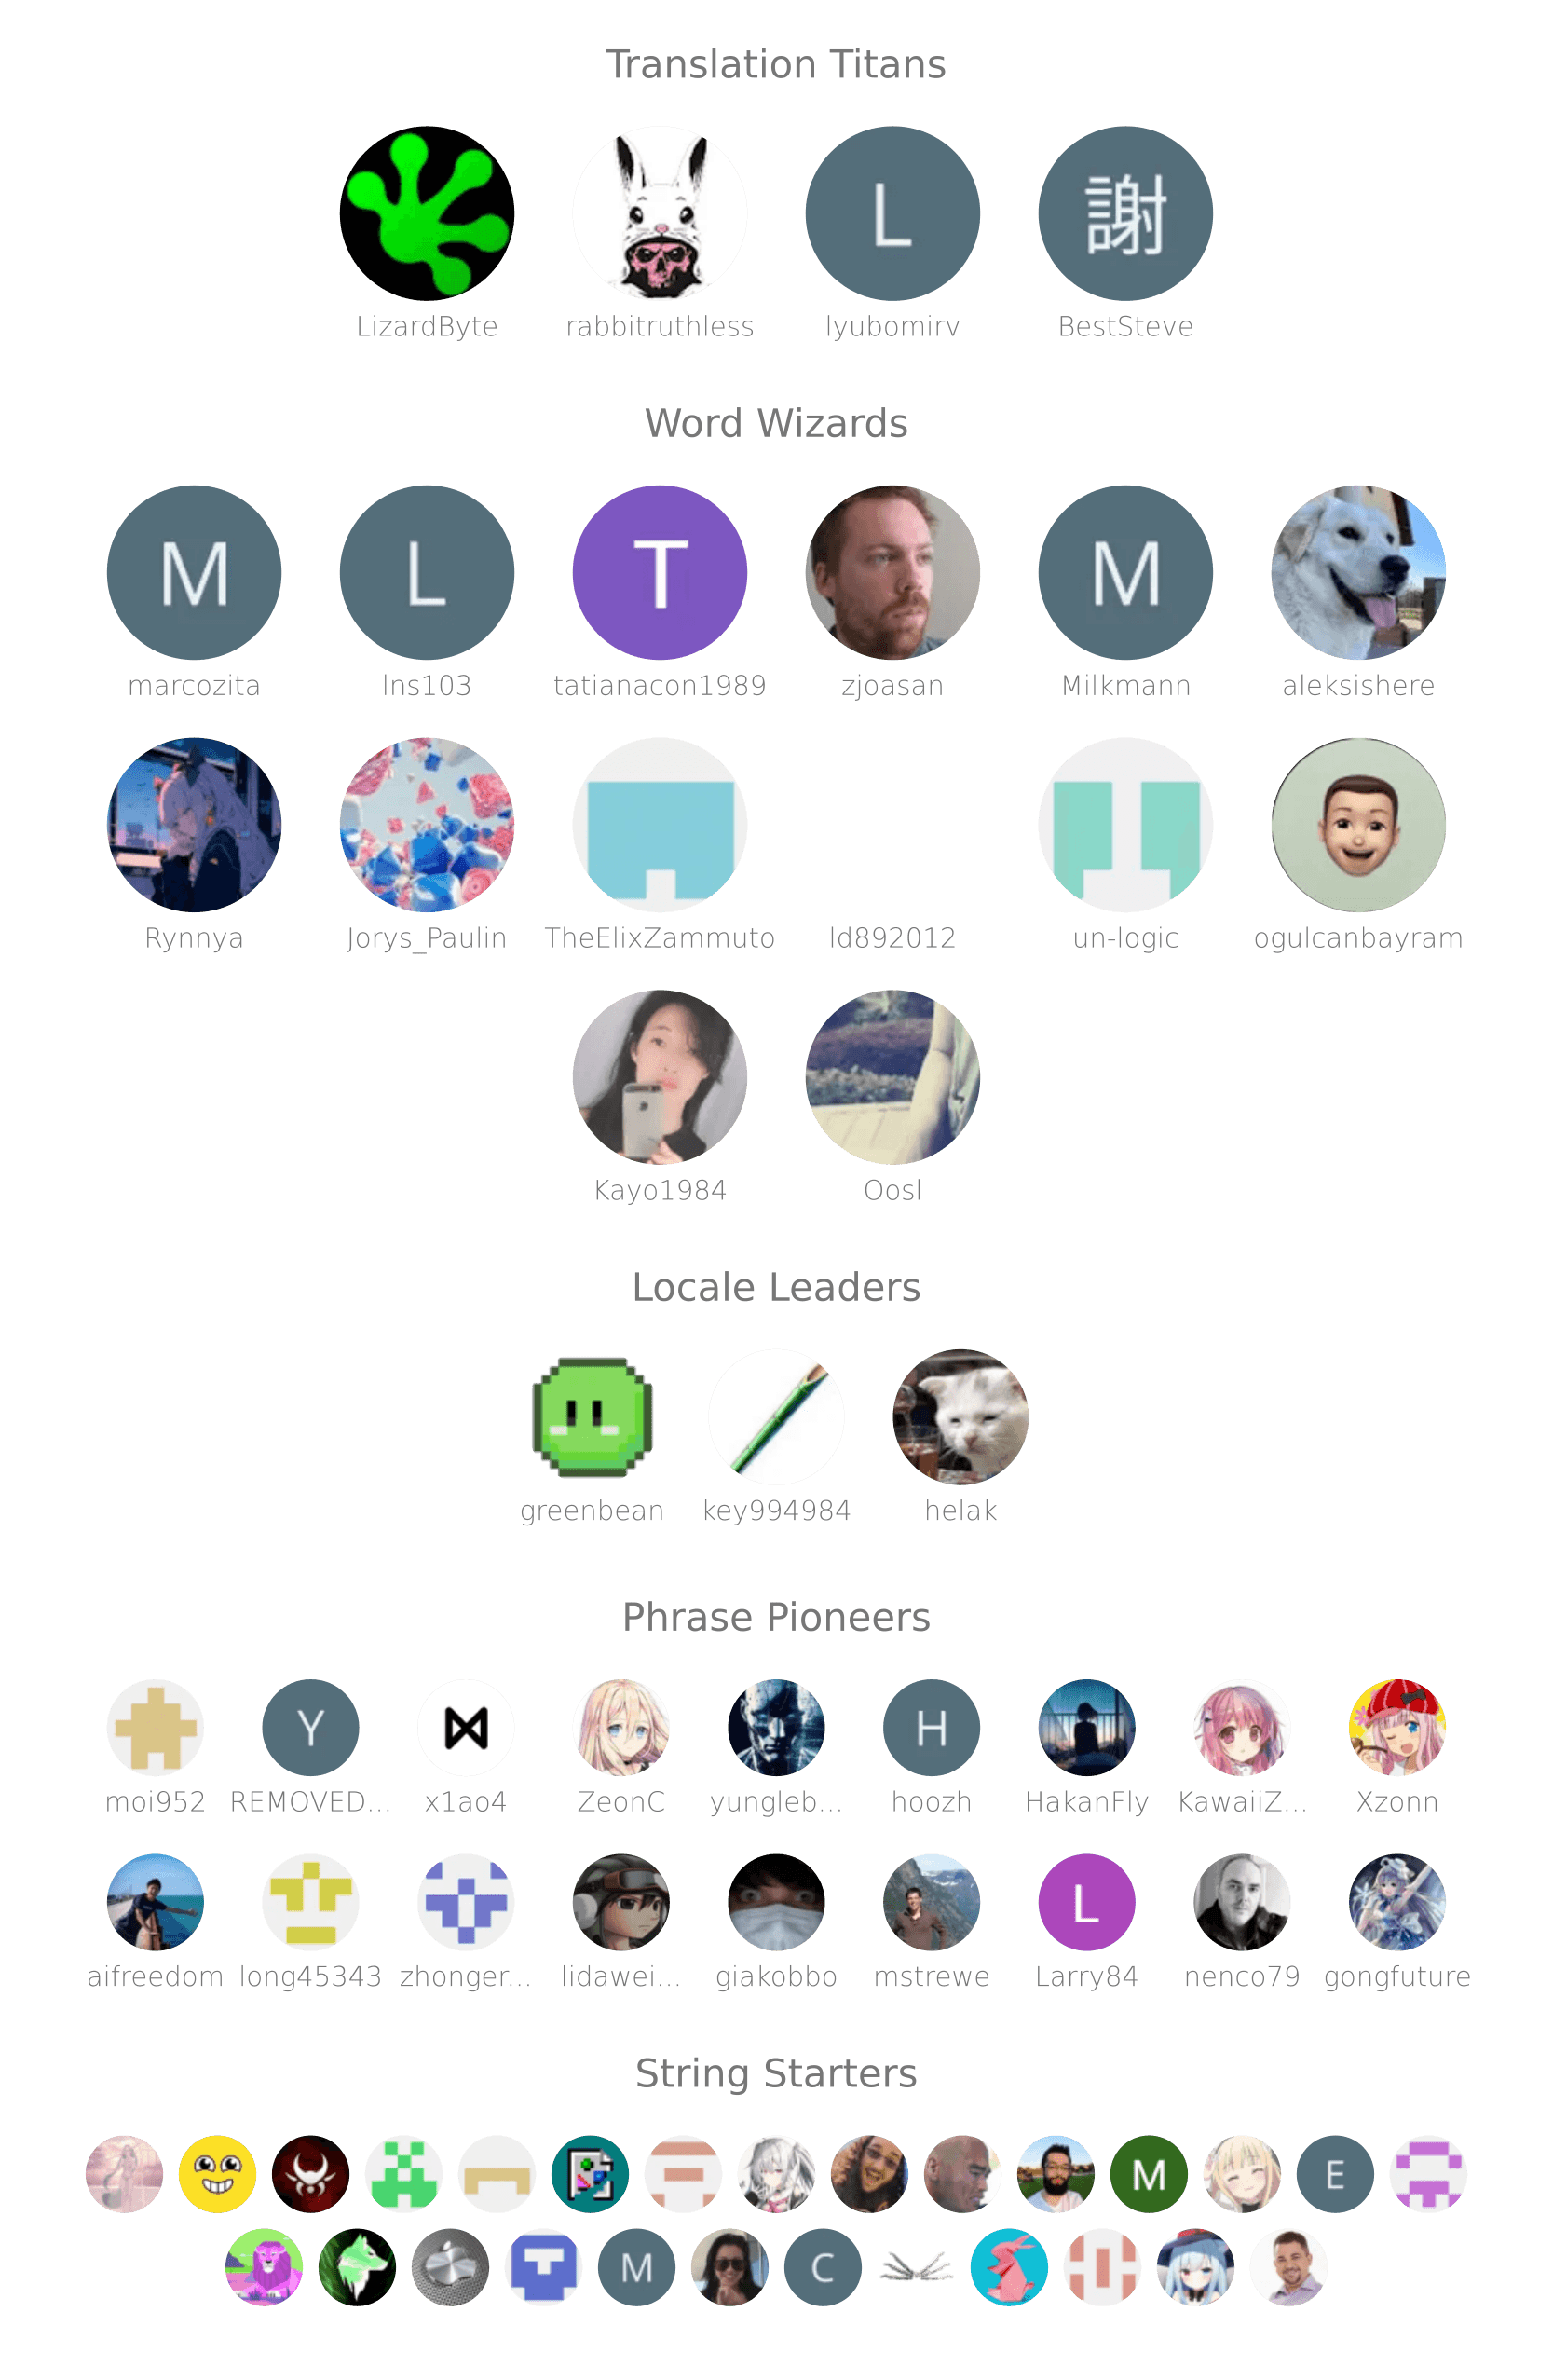 Translation Titans
L 謝
LizardByte rabbitruthless lyubomirv BestSteve
Word Wizards
M L T M
marcozita lns103 tatianacon1989 zjoasan Milkmann aleksishere
Rynnya Jorys_Paulin TheElixZammuto ld892012 un-logic ogulcanbayram
Kayo1984 Oosl
Locale Leaders
greenbean key994984 helak
Phrase Pioneers
Y H
moi952 REMOVED... x1ao4 ZeonC yungleb... hoozh HakanFly KawaiiZ... Xzonn
L
aifreedom long45343 zhonger... lidawei... giakobbo mstrewe Larry84 nenco79 gongfuture
String Starters
M E
M C